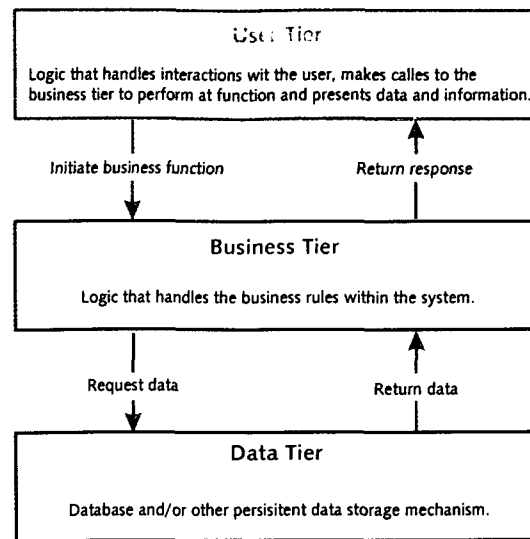 User Tier
Logic that handles interactions wit the user, makes calles to the
business tier to perform at function and presents data and information.
Initiate business function
Return response
Business Tier
Logic that handles the business rules within the system.
Request data
Return data
Data Tier
Database and/or other persisitent data storage mechanism.